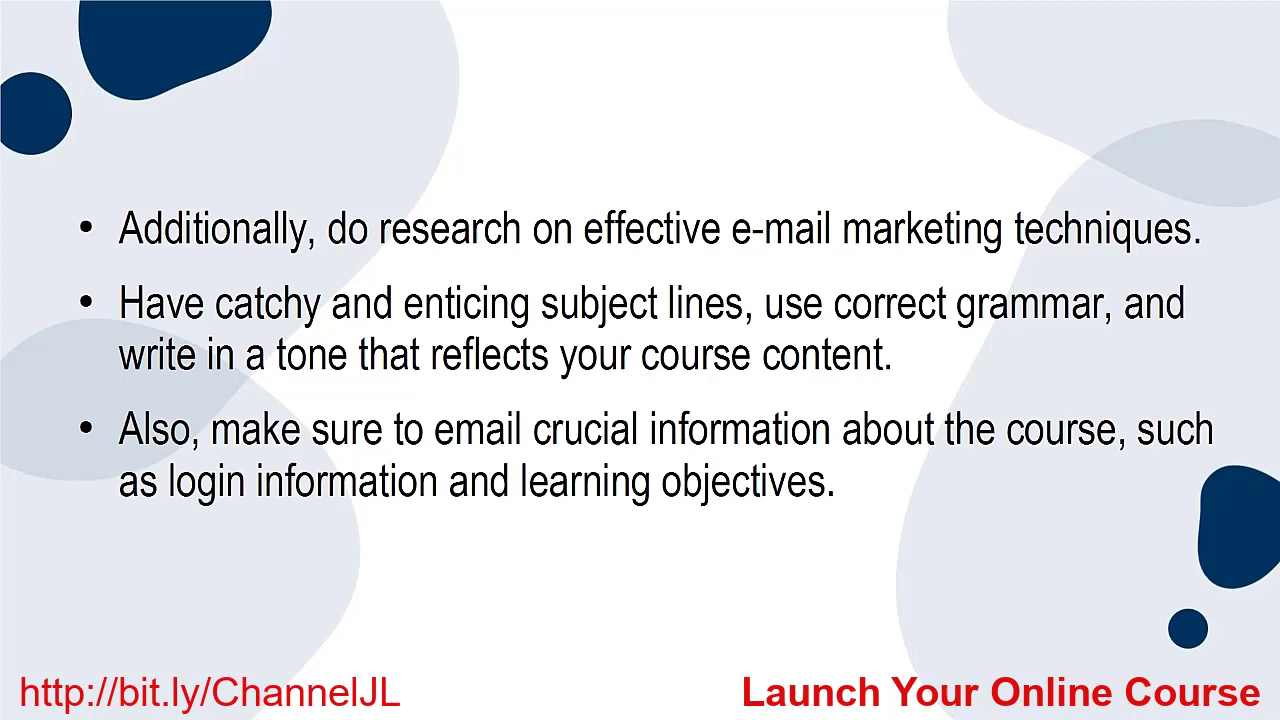 • Additionally, do research on effective e-mail marketing techniques.
• Have catchy and enticing subject lines, use correct grammar, and
write in a tone that reflects your course content.
• Also, make sure to email crucial information about the course, such
as login information and learning objectives.
http://bit.ly/ChannelJL
Launch Your Online Course